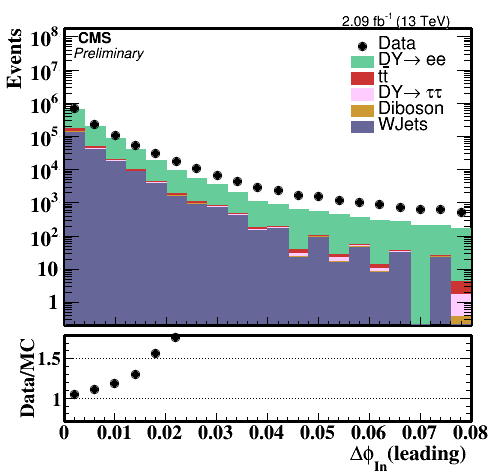 2.09 fb⁻¹ (13 TeV)
CMS
Preliminary
Events
10⁸
10⁷
10⁶
10⁵
10⁴
10³
10²
10
1
Data
DY→ ee
tt̄
DY→ ττ
Diboson
WJets
Data/MC
1.5
1
0 0.01 0.02 0.03 0.04 0.05 0.06 0.07 0.08
Δϕ_In(leading)